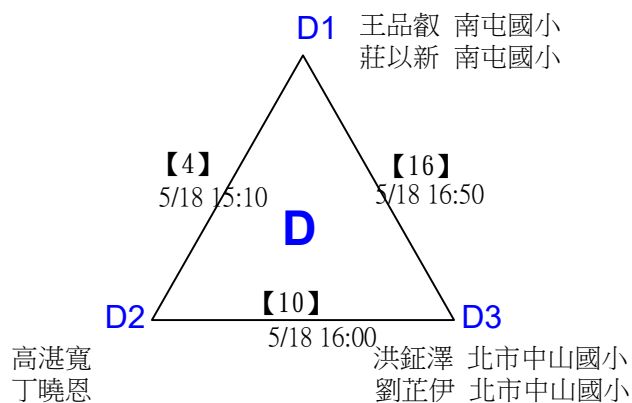 D1
王品叡 南屯國小
莊以新 南屯國小
【4】
5/18 15:10
【16】
5/18 16:50
D
D2
【10】
5/18 16:00
D3
高湛寬
丁曉恩
洪鉦澤 北市中山國小
劉芷伊 北市中山國小